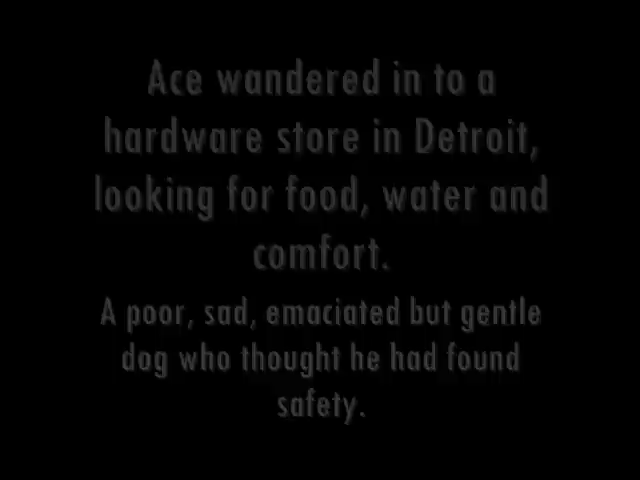 Ace wandered in to a
hardware store in Detroit,
looking for food, water and
comfort.
A poor, sad, emaciated but gentle
dog who thought he had found
safety.